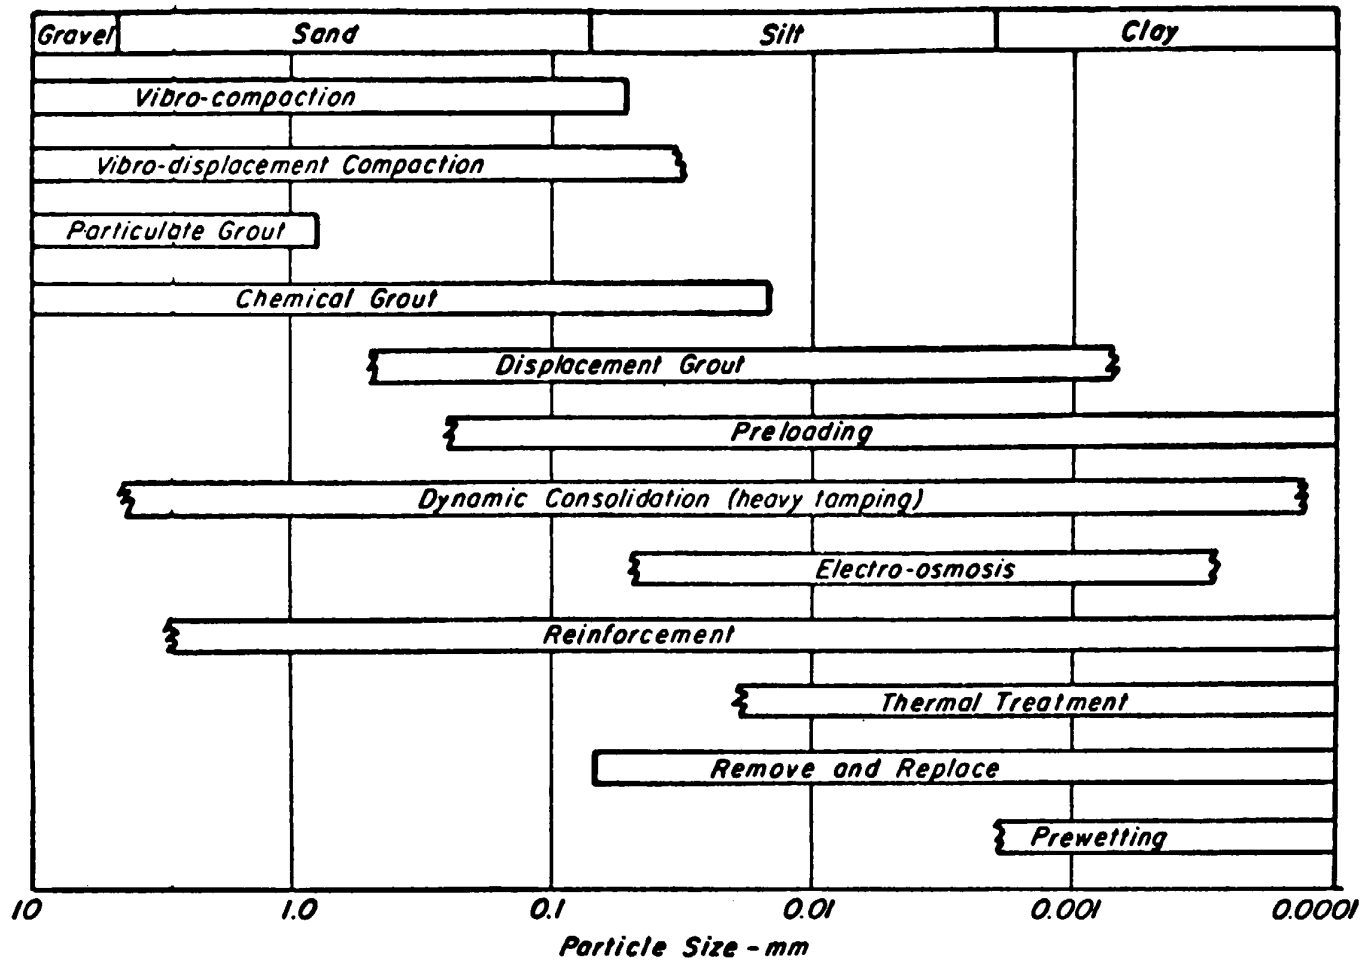 Gravel Sand Silt Clay
Vibro-compaction
Vibro-displacement Compaction
Particulate Grout
Chemical Grout
Displacement Grout
Preloading
Dynamic Consolidation (heavy tamping)
Electro-osmosis
Reinforcement
Thermal Treatment
Remove and Replace
Prewetting
10 1.0 0.1 0.01 0.001 0.0001
Particle Size - mm